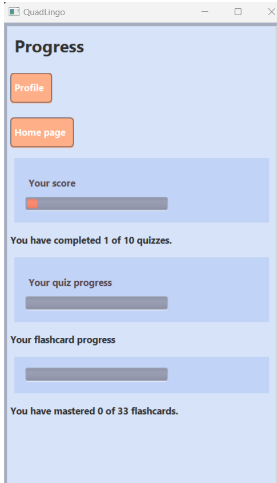 QuadLingo
Progress
Profile
Home page
Your score
You have completed 1 of 10 quizzes.
Your quiz progress
Your flashcard progress
You have mastered 0 of 33 flashcards.